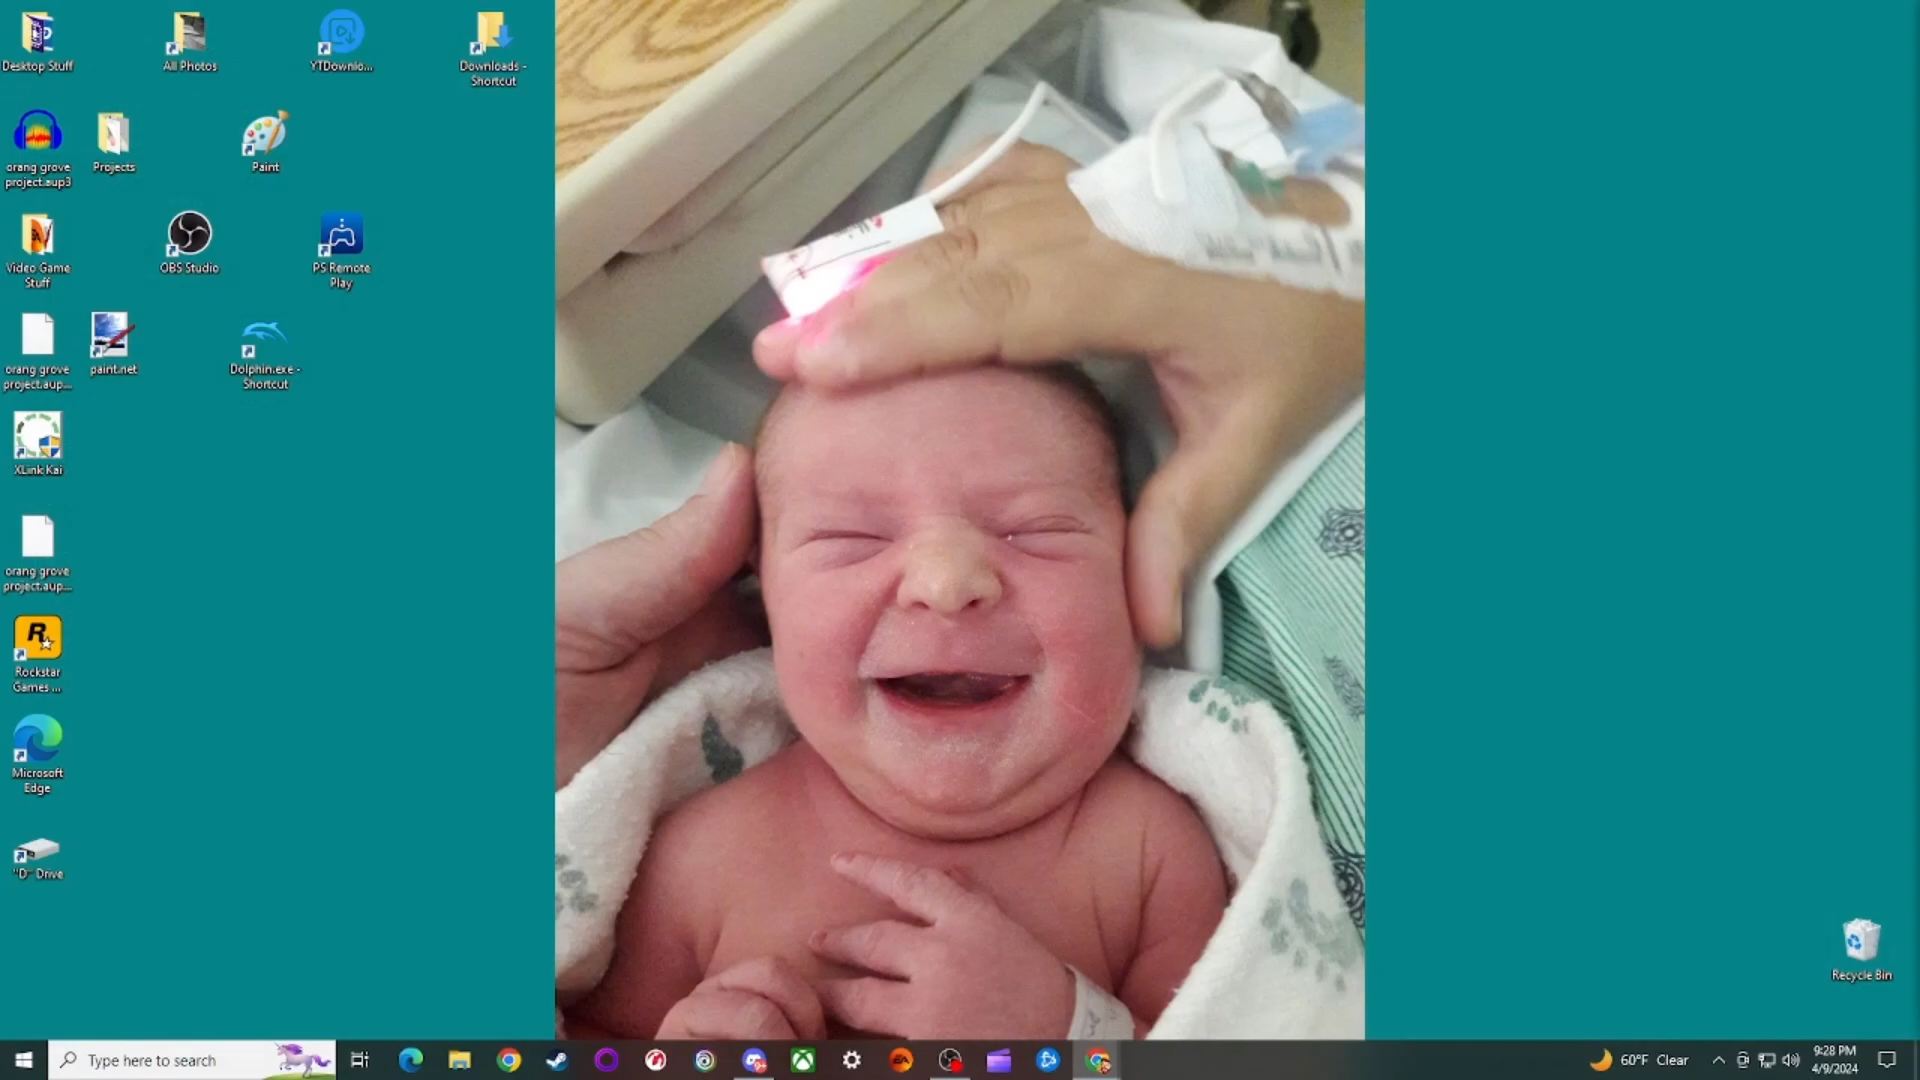 Desktop Stuff
All Photos
YTDownlo...
Downloads -
Shortcut
orang grove
project.aup3
Projects
Paint
Video Game
Stuff
OBS Studio
PS Remote
Play
orang grove
project.aup...
paint.net
Dolphin.exe -
Shortcut
XLink Kai
orang grove
project.aup...
Rockstar
Games ...
Microsoft
Edge
"D" Drive
Recycle Bin
Type here to search
60°F Clear
9:28 PM
4/9/2024